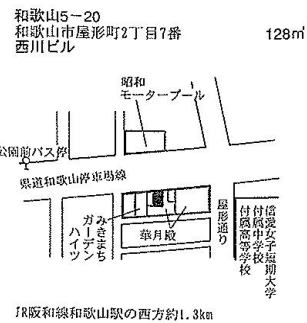 和歌山5-20
和歌山市屋形町2丁目7番
西川ビル
128㎡
昭和
モータープール
公園前バス停
県道和歌山停車場線
みきまち
ガーデン
ハイツ
華月殿
屋形通り
信愛女子短期大学
付属中学校
付属高等学校
JR阪和線和歌山駅の西方約1.3km